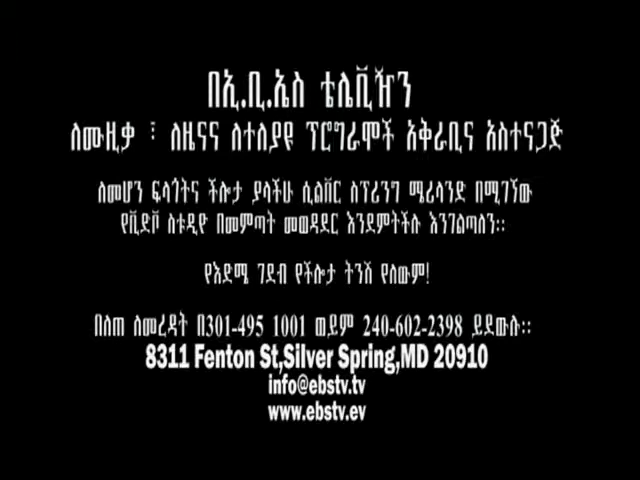 በኢ.ቢ.ኤስ ቴሌቪዥን
ለሙዚቃ ፣ ለዜናና ለተለያዩ ፕሮግራሞች አቅራቢና አስተናጋጅ
ለመሆን ፍላጎትና ችሎታ ያላችሁ ሲልቨር ስፕሪንግ ሜሪላንድ በሚገኘው
የቪድዮ ስቱዲዮ በመምጣት መወዳደር እንደምትችሉ እንገልጣለን።
የእድሜ ገደብ የችሎታ ትንሽ የለውም!
በስጠ ለመረዳት በ301-495 1001 ወይም 240-602-2398 ይደውሉ።
8311 Fenton St,Silver Spring,MD 20910
info@ebstv.tv
www.ebstv.ev